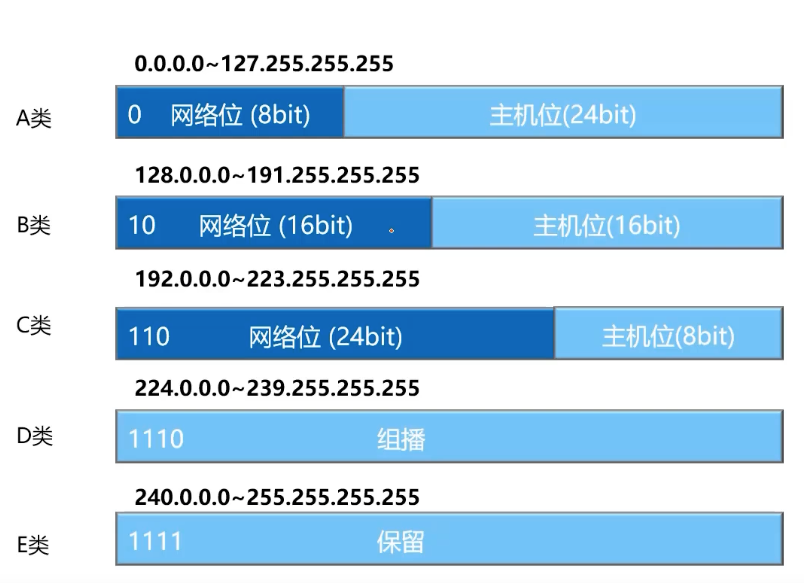 0.0.0.0~127.255.255.255
A类 0 网络位 (8bit) 主机位(24bit)
128.0.0.0~191.255.255.255
B类 10 网络位 (16bit) 主机位(16bit)
192.0.0.0~223.255.255.255
C类 110 网络位 (24bit) 主机位(8bit)
224.0.0.0~239.255.255.255
D类 1110 组播
240.0.0.0~255.255.255.255
E类 1111 保留